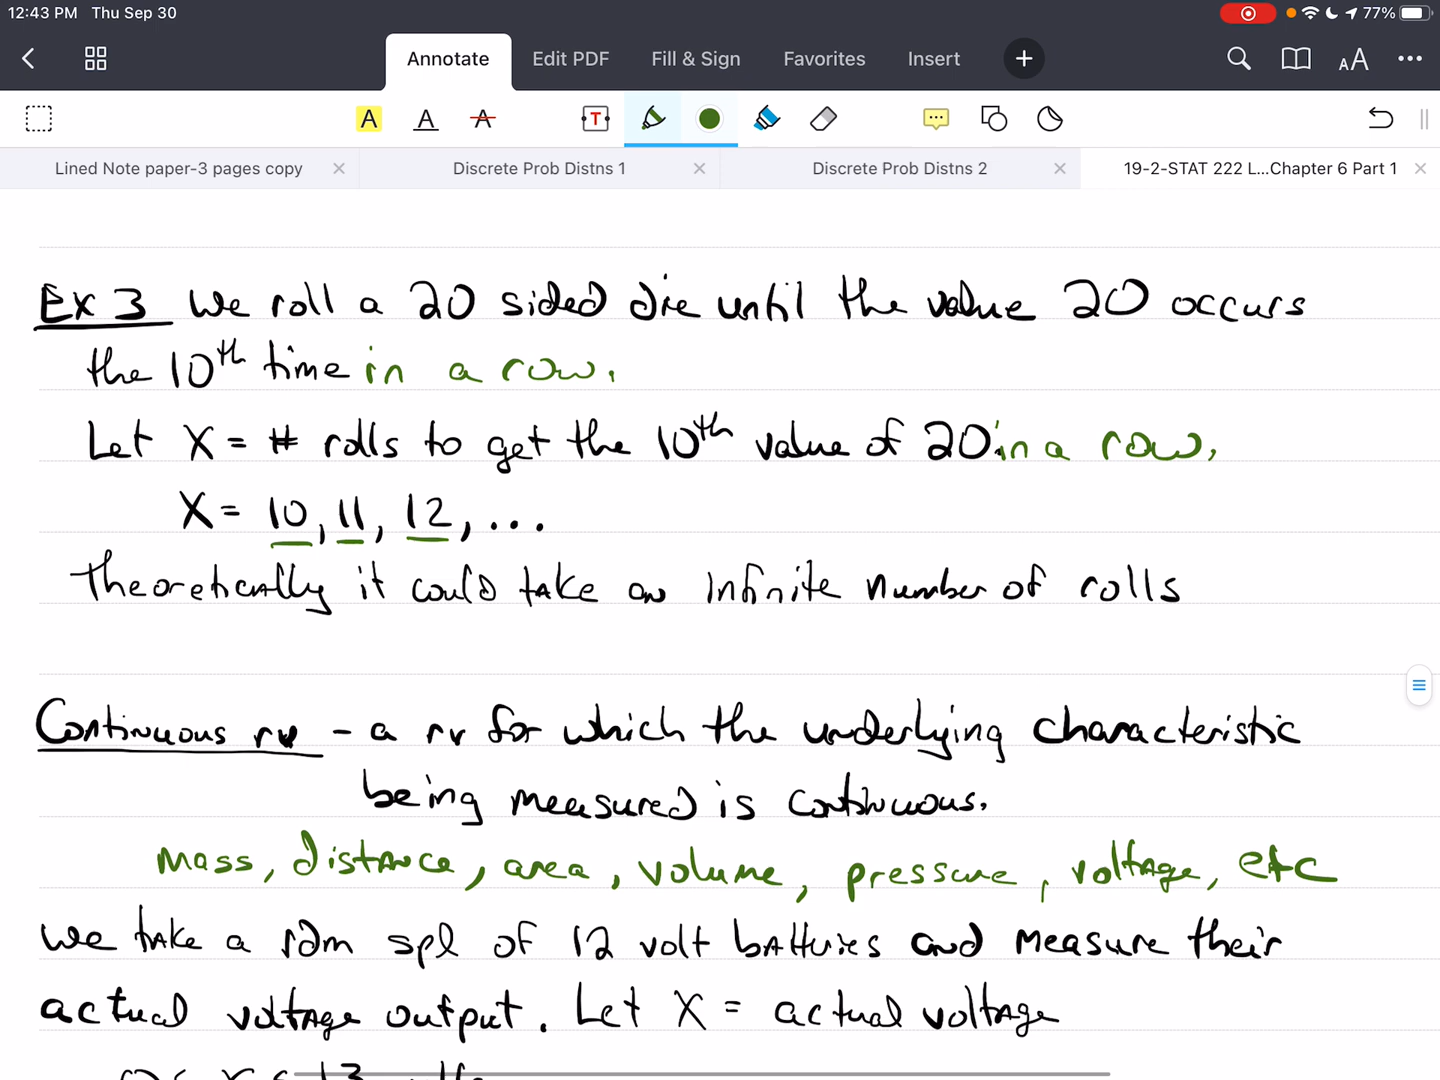 12:43 PM Thu Sep 30
77%
Annotate Edit PDF Fill & Sign Favorites Insert
Lined Note paper-3 pages copy Discrete Prob Distns 1 Discrete Prob Distns 2 19-2-STAT 222 L...Chapter 6 Part 1
Ex 3 We roll a 20 sided die until the value 20 occurs
the 10th time in a row.
Let X = # rolls to get the 10th value of 20 in a row.
X = 10, 11, 12, ...
Theoretically it could take an infinite number of rolls
Continuous rv - a rv for which the underlying characteristic
being measured is continuous.
mass, distance, area, volume, pressure, voltage, etc
We take a rdm spl of 12 volt batteries and measure their
actual voltage output. Let X = actual voltage